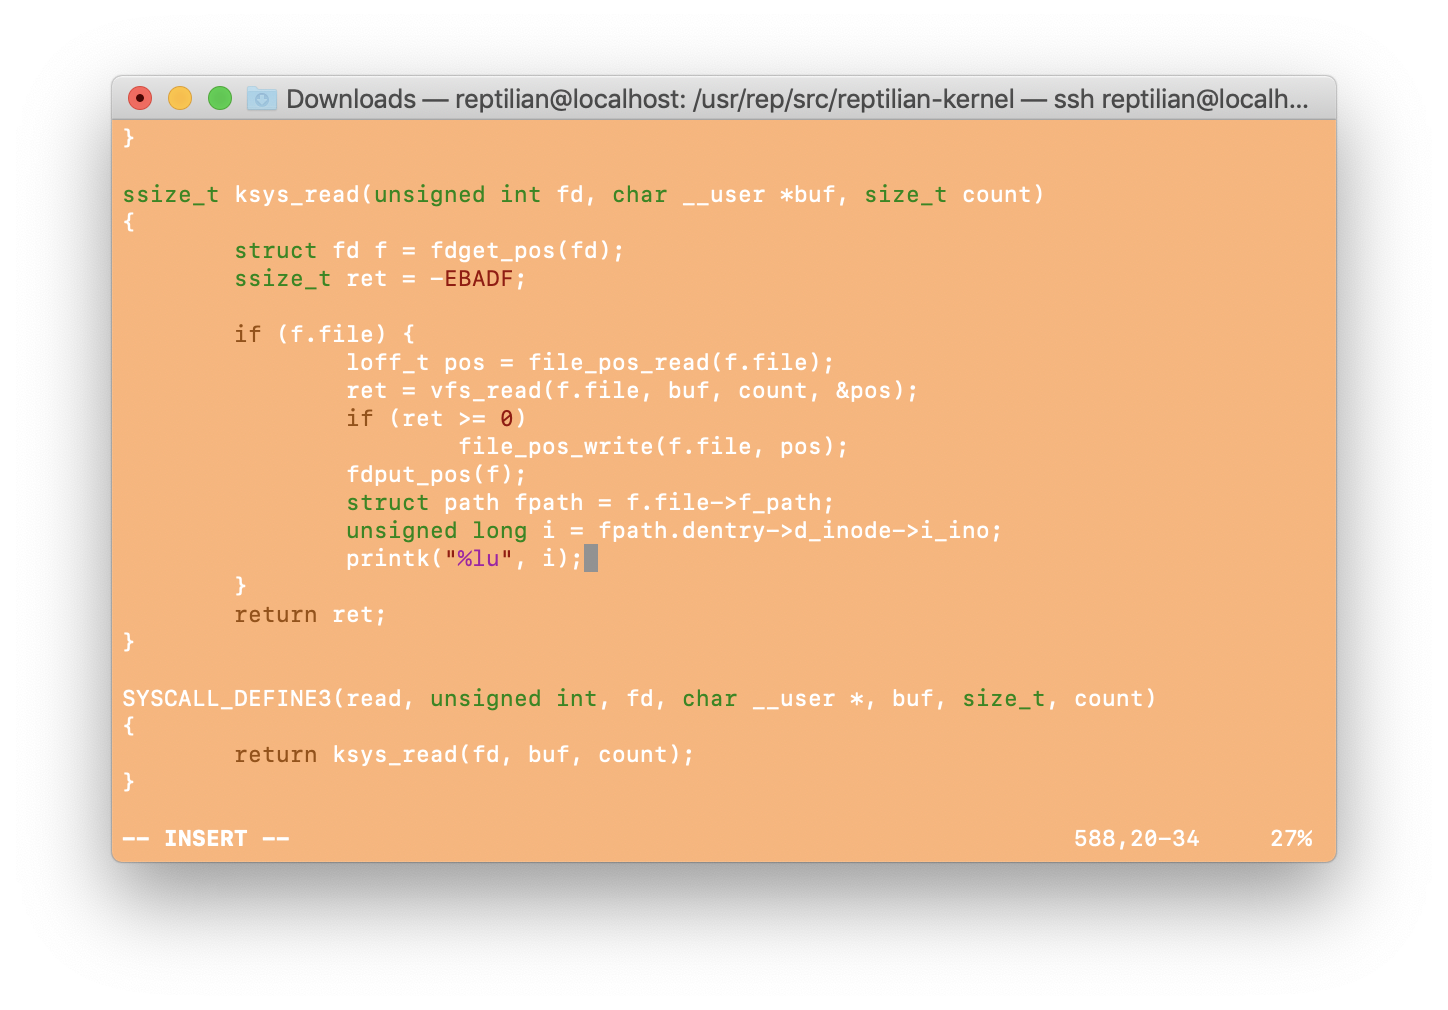 Downloads — reptilian@localhost: /usr/rep/src/reptilian-kernel — ssh reptilian@localh...
}
ssize_t ksys_read(unsigned int fd, char __user *buf, size_t count)
{
        struct fd f = fdget_pos(fd);
        ssize_t ret = -EBADF;

        if (f.file) {
                loff_t pos = file_pos_read(f.file);
                ret = vfs_read(f.file, buf, count, &pos);
                if (ret >= 0)
                        file_pos_write(f.file, pos);
                fdput_pos(f);
                struct path fpath = f.file->f_path;
                unsigned long i = fpath.dentry->d_inode->i_ino;
                printk("%lu", i);
        }
        return ret;
}

SYSCALL_DEFINE3(read, unsigned int, fd, char __user *, buf, size_t, count)
{
        return ksys_read(fd, buf, count);
}

-- INSERT -- 588,20-34 27%